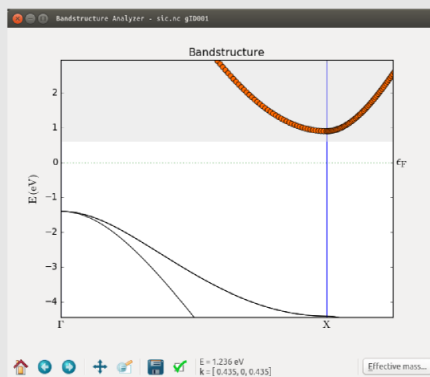 Bandstructure Analyzer - sic.nc gID001
Bandstructure
2
1
0
−1
−2
−3
−4
E (eV)
ϵF
Γ
X
E = 1.236 eV
k = [ 0.435, 0, 0.435]
Effective mass...